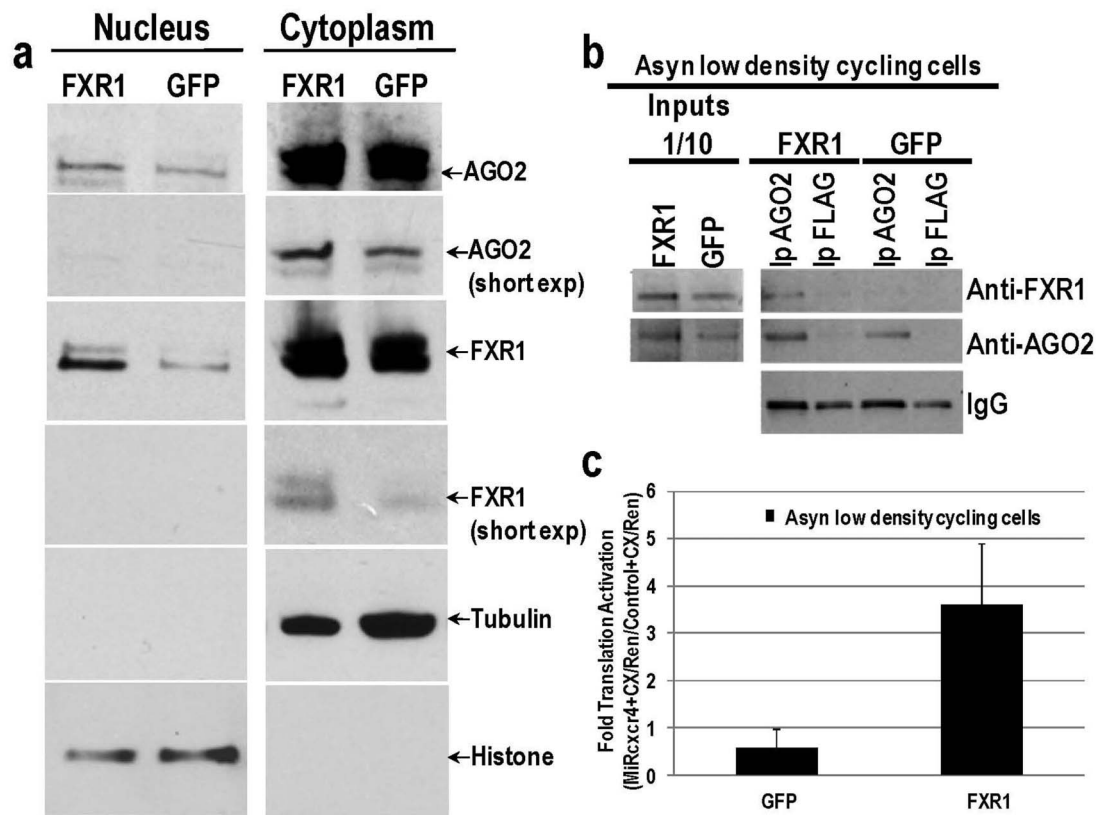 a
Nucleus
Cytoplasm
FXR1 GFP
FXR1 GFP
AGO2
AGO2
(short exp)
FXR1
FXR1
(short exp)
Tubulin
Histone
b
Asyn low density cycling cells
Inputs
1/10
FXR1
GFP
FXR1
GFP
Ip AGO2
Ip FLAG
Ip AGO2
Ip FLAG
Anti-FXR1
Anti-AGO2
IgG
c
Fold Translation Activation
(MiRcxcr4+CX/Ren/Control+CX/Ren)
6
5
4
3
2
1
0
Asyn low density cycling cells
GFP
FXR1